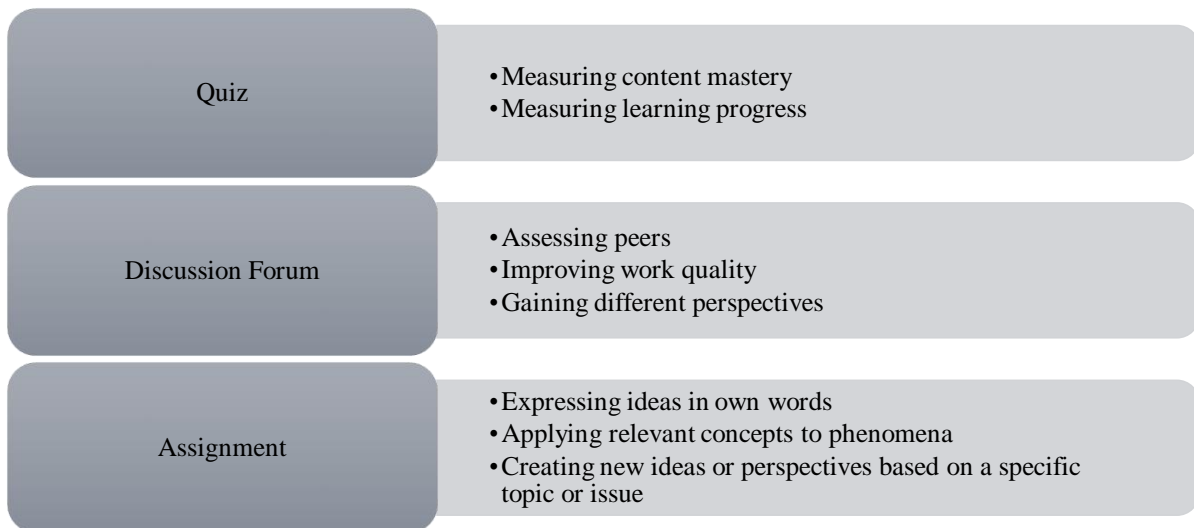 Quiz
•Measuring content mastery
•Measuring learning progress
Discussion Forum
•Assessing peers
•Improving work quality
•Gaining different perspectives
Assignment
•Expressing ideas in own words
•Applying relevant concepts to phenomena
•Creating new ideas or perspectives based on a specific
topic or issue